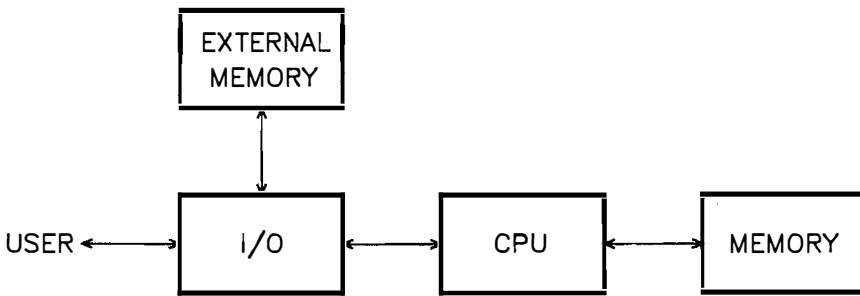 EXTERNAL
MEMORY
USER
I/O
CPU
MEMORY